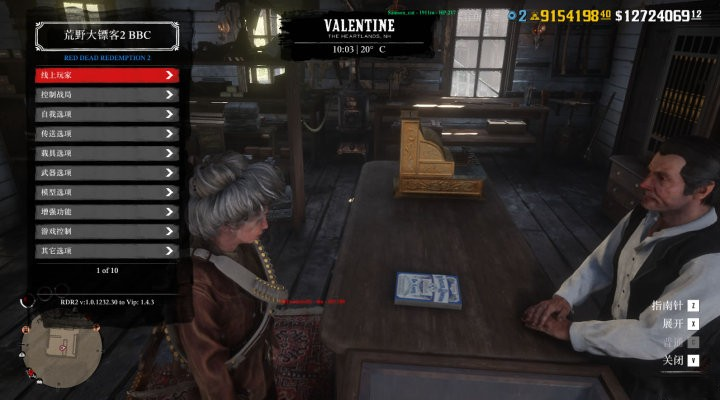 荒野大镖客2 BBC
RED DEAD REDEMPTION 2
线上玩家
控制战局
自我选项
传送选项
载具选项
武器选项
模型选项
增强功能
游戏控制
其它选项
1 of 10
RDR2 v:1.0.1232.30 to Vip: 1.4.3
VALENTINE
THE HEARTLANDS, NH
10:03 | 20° C
2
9154198 40
$12724069 12
指南针 Z
展开 X
普通 C
关闭 V